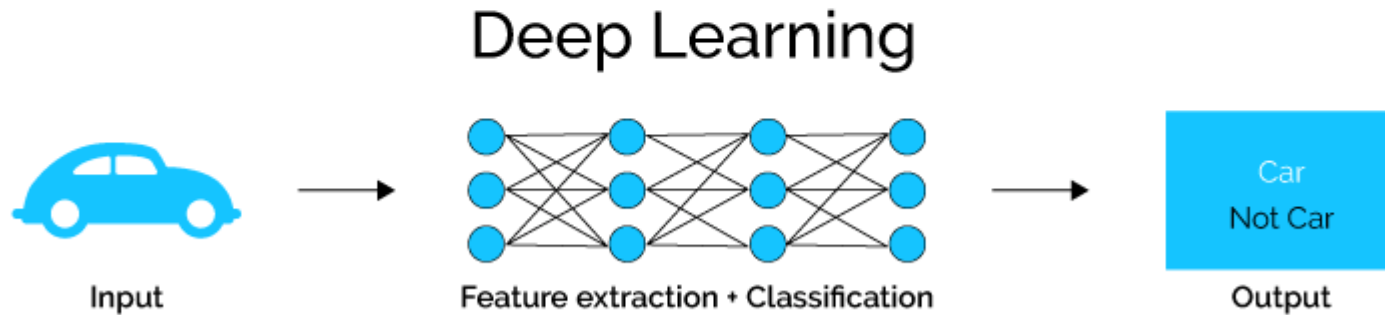 Deep Learning
Car
Not Car
Input
Feature extraction + Classification
Output